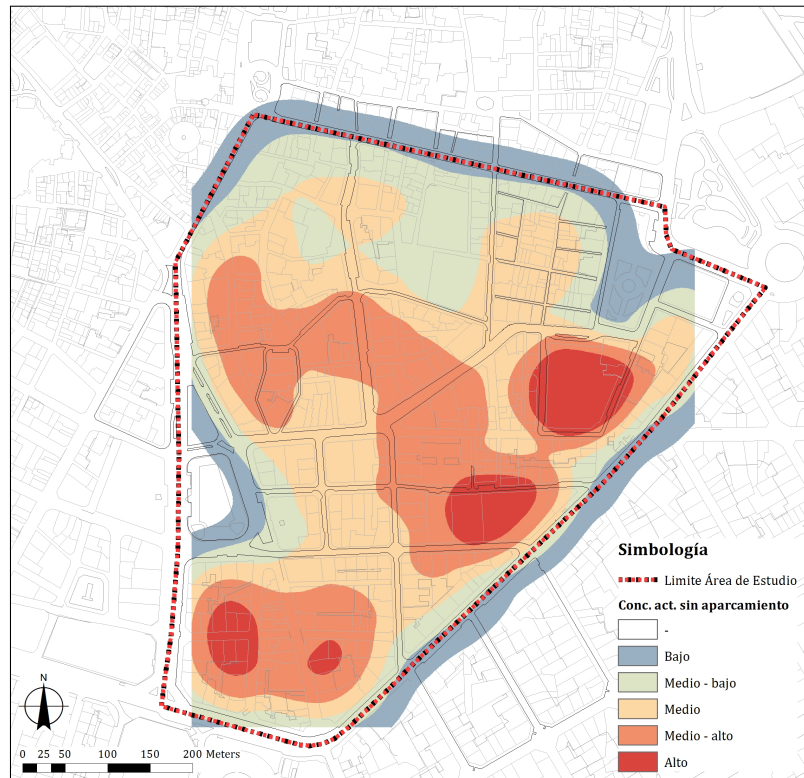 Simbología
Limite Área de Estudio
Conc. act. sin aparcamiento
-
Bajo
Medio - bajo
Medio
Medio - alto
Alto
N
0 25 50 100 150 200 Meters